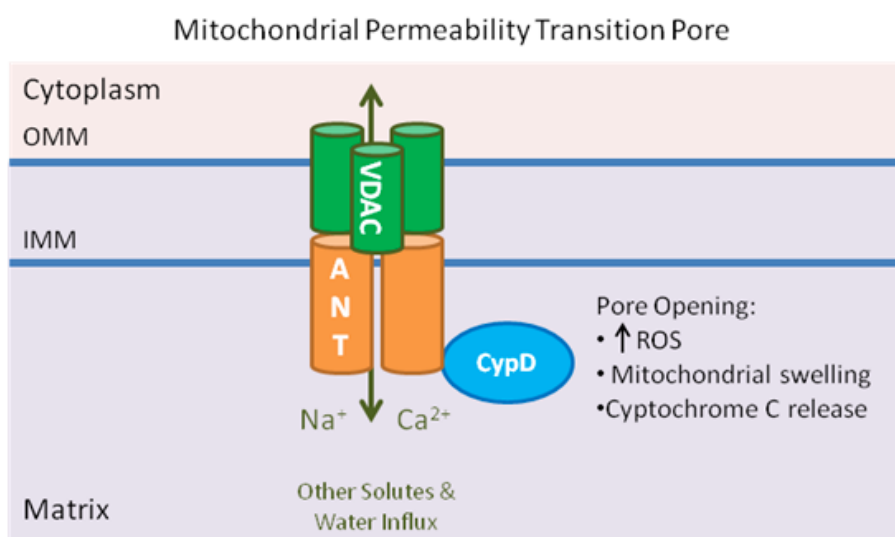 Mitochondrial Permeability Transition Pore
Cytoplasm
OMM
VDAC
IMM
A
N
T
CypD
Pore Opening:
• ↑ ROS
• Mitochondrial swelling
•Cyptochrome C release
Na⁺ Ca²⁺
Other Solutes &
Water Influx
Matrix